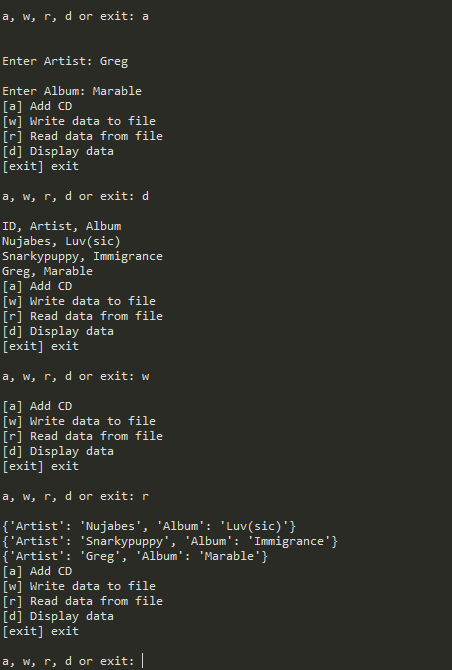 a, w, r, d or exit: a
Enter Artist: Greg
Enter Album: Marable
[a] Add CD
[w] Write data to file
[r] Read data from file
[d] Display data
[exit] exit
a, w, r, d or exit: d
ID, Artist, Album
Nujabes, Luv(sic)
Snarkypuppy, Immigrance
Greg, Marable
[a] Add CD
[w] Write data to file
[r] Read data from file
[d] Display data
[exit] exit
a, w, r, d or exit: w
[a] Add CD
[w] Write data to file
[r] Read data from file
[d] Display data
[exit] exit
a, w, r, d or exit: r
{'Artist': 'Nujabes', 'Album': 'Luv(sic)'}
{'Artist': 'Snarkypuppy', 'Album': 'Immigrance'}
{'Artist': 'Greg', 'Album': 'Marable'}
[a] Add CD
[w] Write data to file
[r] Read data from file
[d] Display data
[exit] exit
a, w, r, d or exit: